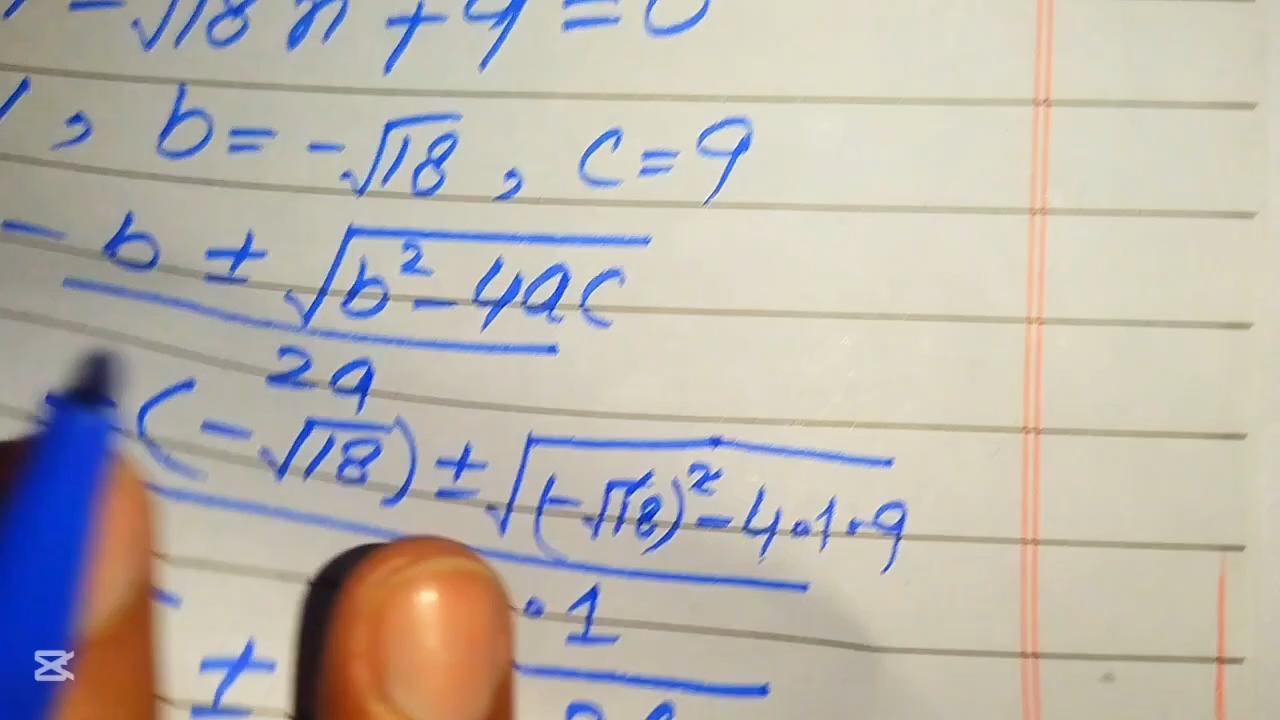 - √18 x + 9 = 0
, b = -√18 , c = 9
- b ± √(b² - 4ac)
2a
- (-√18) ± √((-√18)² - 4·1·9)
· 1
±